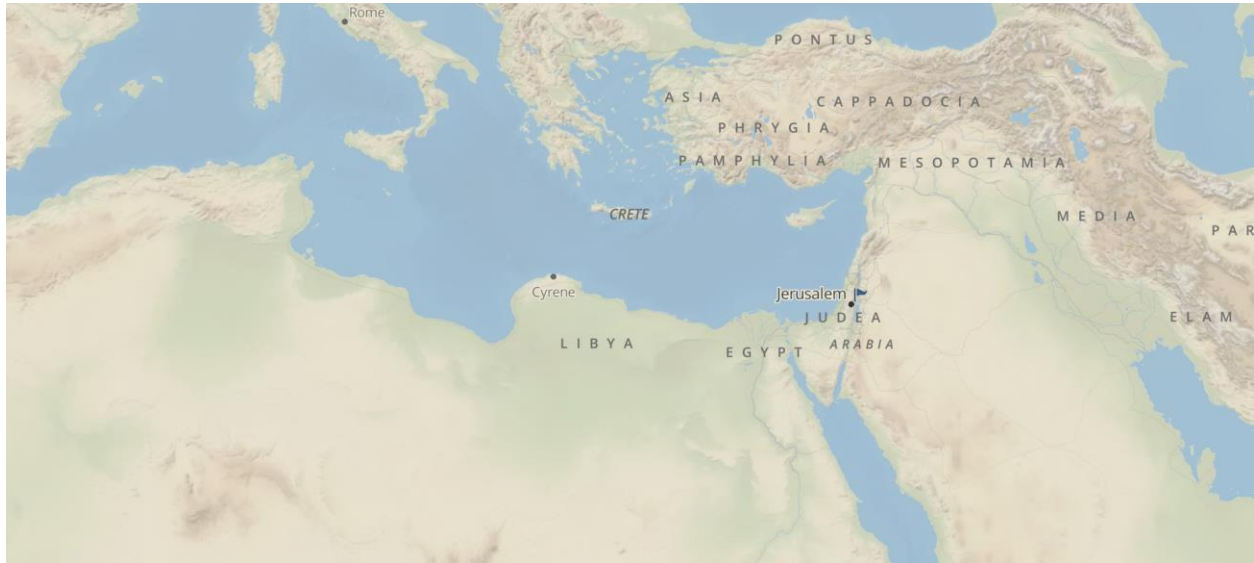 Rome
PONTUS
ASIA
CAPPADOCIA
PHRYGIA
PAMPHYLIA
MESOPOTAMIA
CRETE
MEDIA
PAR
Cyrene
Jerusalem
JUDEA
ELAM
LIBYA
EGYPT
ARABIA